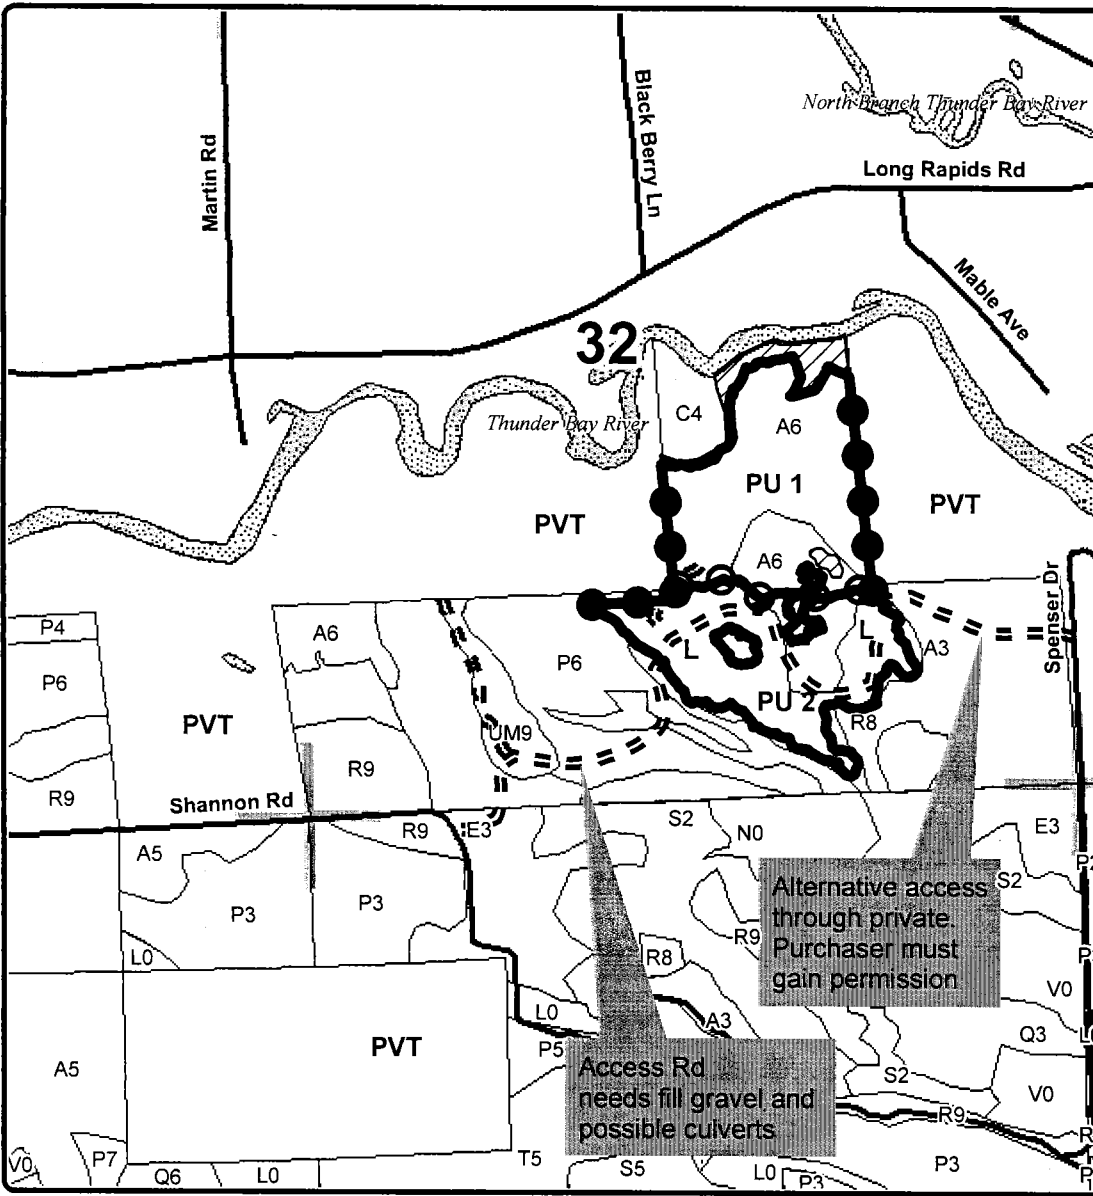 North Branch Thunder Bay River
Long Rapids Rd
Black Berry Ln
Martin Rd
Mable Ave
32
C4
A6
Thunder Bay River
PU 1
PVT
PVT
A6
Spenser Dr
P4
A6
L
A3
L
P6
P6
PU 2
PVT
R8
UM9
R9
R9
Shannon Rd
S2
R9
E3
N0
E3
A5
Alternative access
through private.
Purchaser must
gain permission
S2
P3
P3
R9
L0
R8
V0
L0
A3
Q3
PVT
P5
A5
Access Rd
needs fill gravel and
possible culverts
S2
V0
R9
V0
P7
T5
P3
Q6
L0
S5
L0
P3